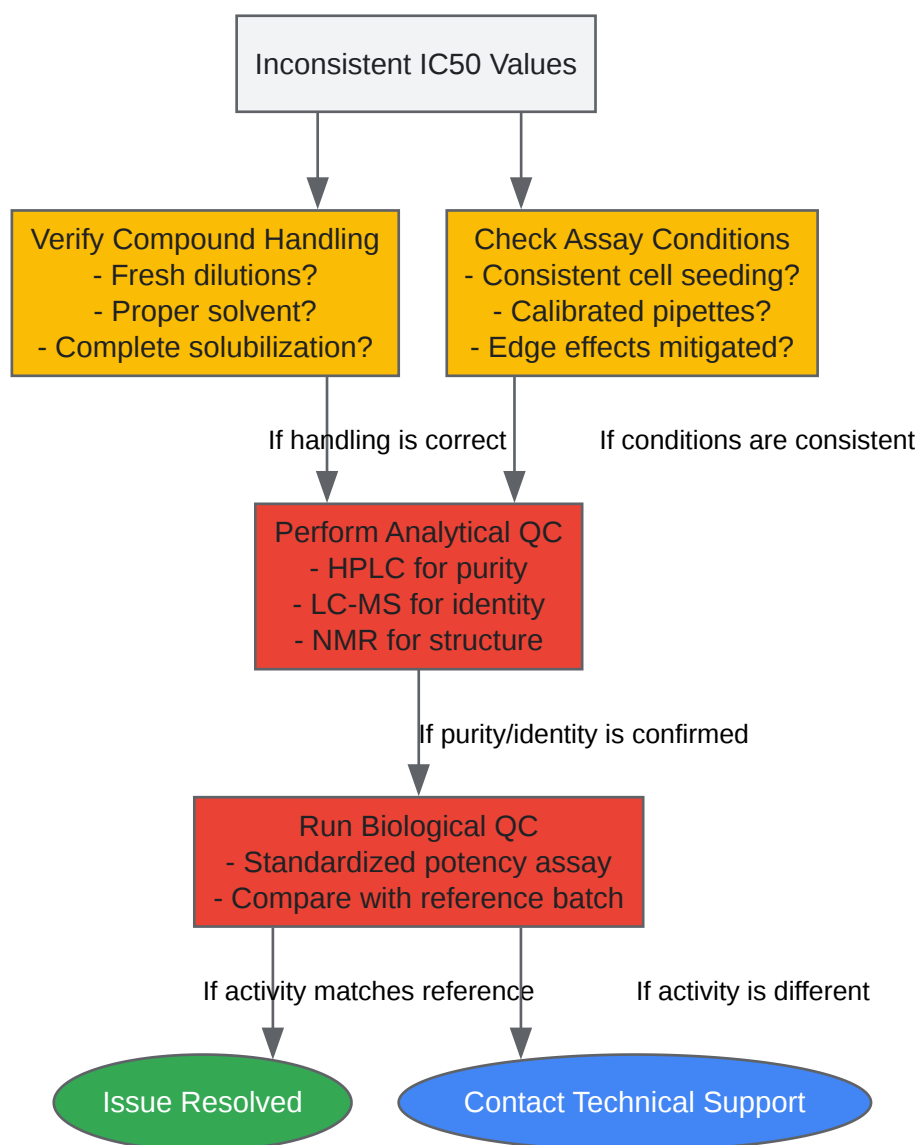 Inconsistent IC50 Values
Verify Compound Handling
- Fresh dilutions?
- Proper solvent?
- Complete solubilization?
Check Assay Conditions
- Consistent cell seeding?
- Calibrated pipettes?
- Edge effects mitigated?
If handling is correct
If conditions are consistent
Perform Analytical QC
- HPLC for purity
- LC-MS for identity
- NMR for structure
If purity/identity is confirmed
Run Biological QC
- Standardized potency assay
- Compare with reference batch
If activity matches reference
If activity is different
Issue Resolved
Contact Technical Support